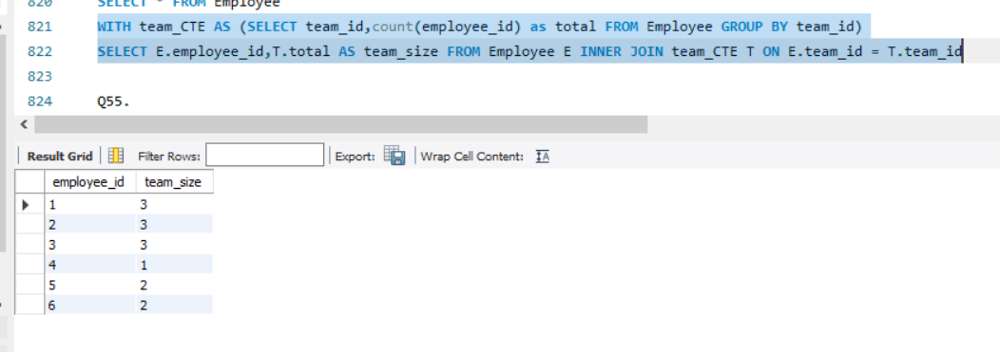 820 SELECT * FROM Employee
821 WITH team_CTE AS (SELECT team_id,count(employee_id) as total FROM Employee GROUP BY team_id)
822 SELECT E.employee_id,T.total AS team_size FROM Employee E INNER JOIN team_CTE T ON E.team_id = T.team_id
823
824 Q55.
Result Grid Filter Rows: Export: Wrap Cell Content: IA
employee_id team_size
1 3
2 3
3 3
4 1
5 2
6 2